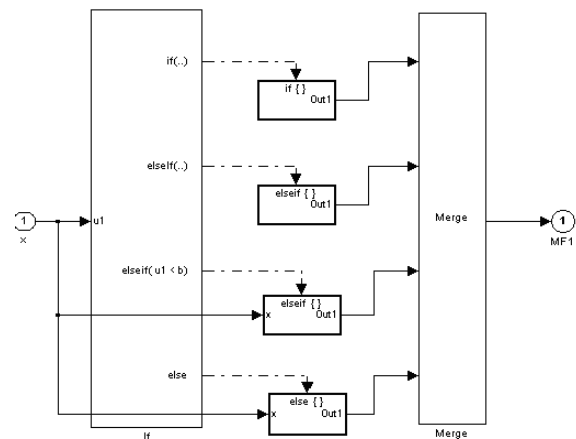 if(..)
if { }
Out1
elseIf(..)
elseif { }
Out1
1
x
u1
Merge
1
MF1
elseif( u1 < b)
elseif { }
x
Out1
else
else { }
x
Out1
If
Merge